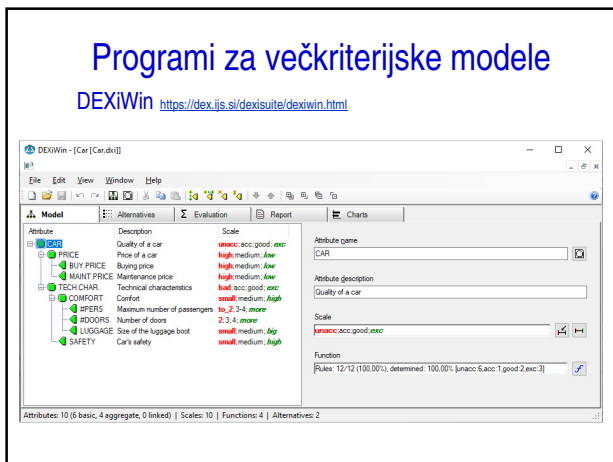 Programi za večkriterijske modele
DEXiWin https://dex.ijs.si/dexisuite/dexiwin.html
DEXiWin - [Car [Car.dxi]]
File Edit View Window Help
Model Alternatives Evaluation Report Charts
Attribute Description Scale
CAR Quality of a car unacc; acc; good; exc
PRICE Price of a car high; medium; low
BUY.PRICE Buying price high; medium; low
MAINT.PRICE Maintenance price high; medium; low
TECH.CHAR. Technical characteristics bad; acc; good; exc
COMFORT Comfort small; medium; high
#PERS Maximum number of passengers to_2; 3-4; more
#DOORS Number of doors 2; 3; 4; more
LUGGAGE Size of the luggage boot small; medium; big
SAFETY Car's safety small; medium; high
Attribute name
CAR
Attribute description
Quality of a car
Scale
unacc; acc; good; exc
Function
Rules: 12/12 (100,00%), determined: 100,00% [unacc:6,acc:1,good:2,exc:3]
Attributes: 10 (6 basic, 4 aggregate, 0 linked) | Scales: 10 | Functions: 4 | Alternatives: 2